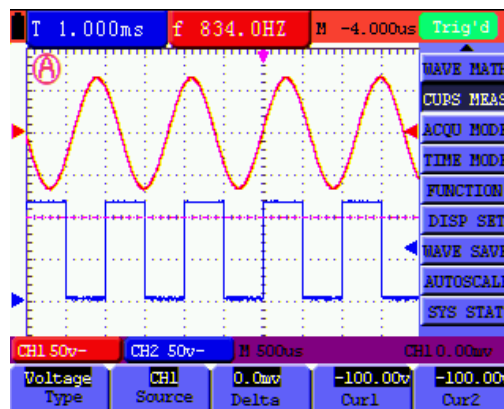 T 1.000ms f 834.0HZ M -4.000us Trig'd
A
WAVE MATH
CUPS MEAS
ACQU MODE
TIME MODE
FUNCTION
DISP SET
WAVE SAVE
AUTOSCALE
SYS STAT
CH1 50v~ CH2 50v~ M 500us CH1 0.00mv
Voltage CH1 0.0mv -100.00v -100.00v
Type Source Delta Cur1 Cur2